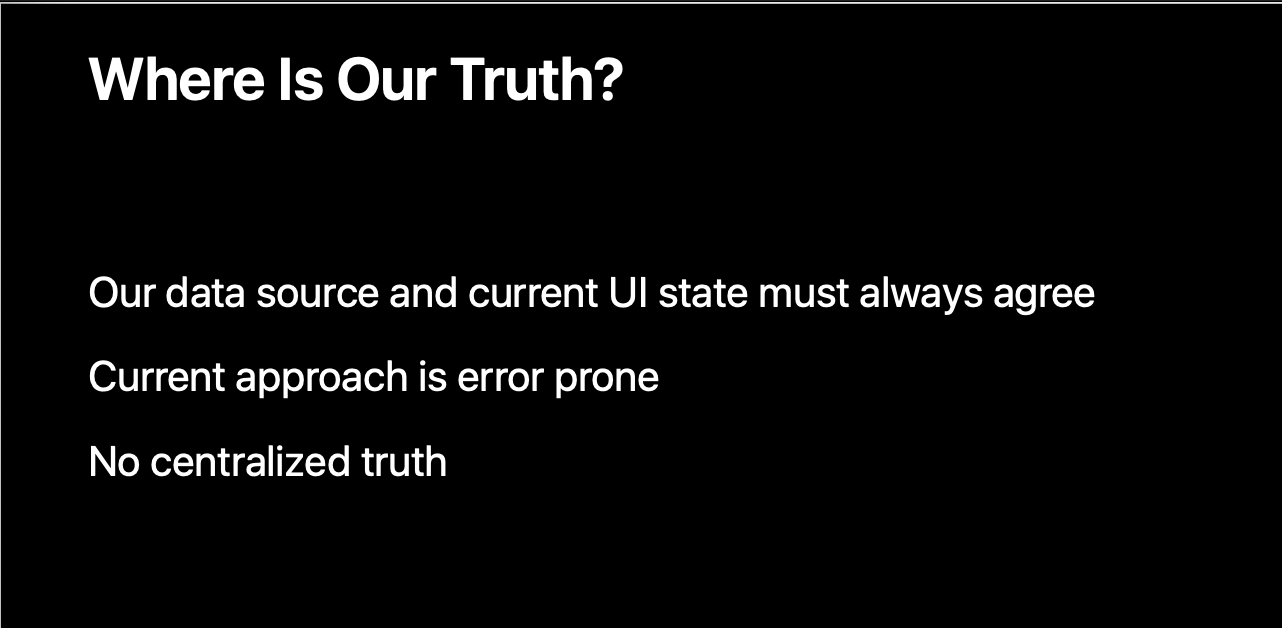 Where Is Our Truth?
Our data source and current UI state must always agree
Current approach is error prone
No centralized truth